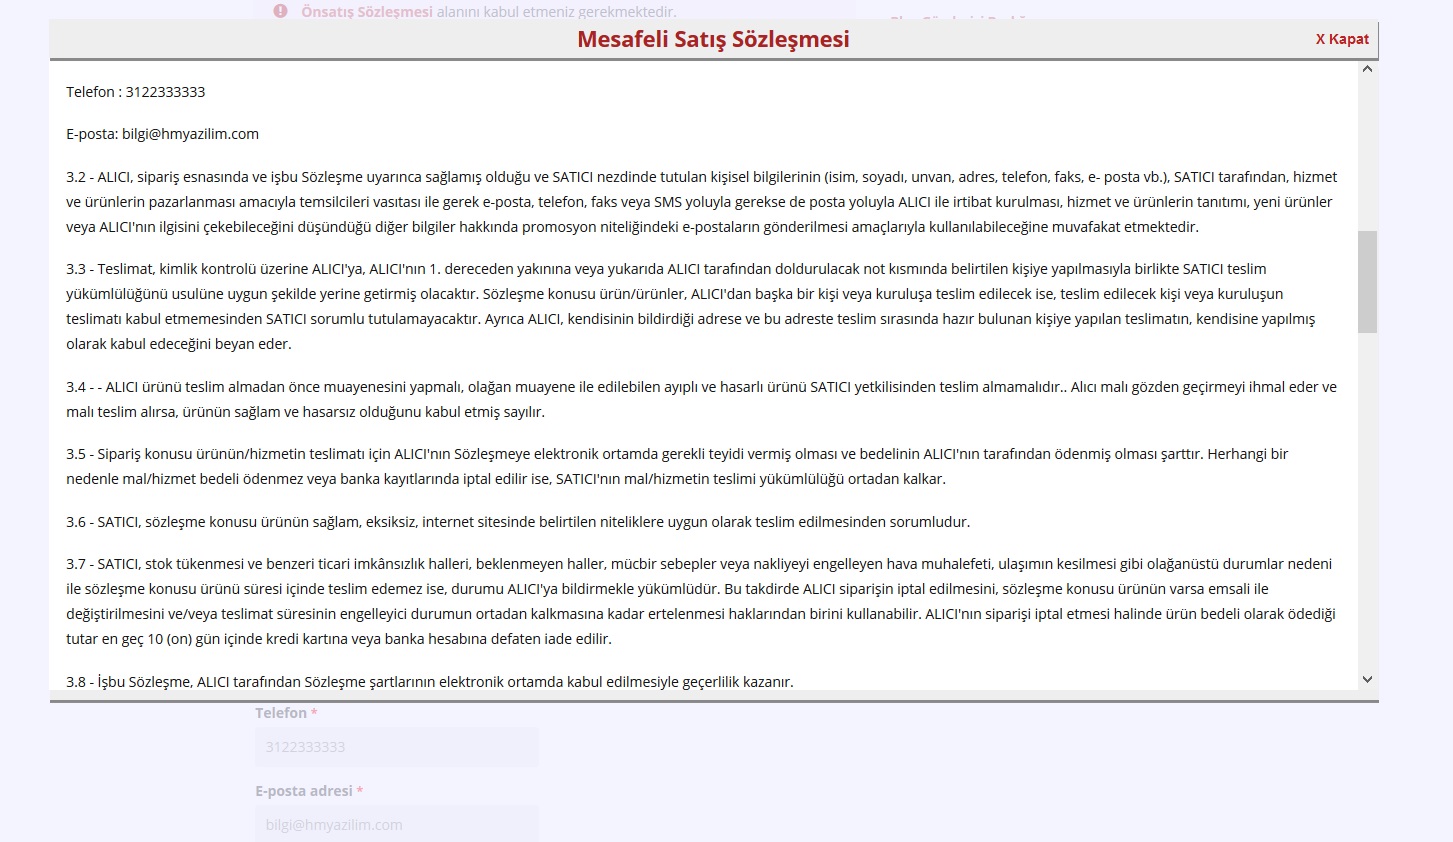 Önsatış Sözleşmesi alanını kabul etmeniz gerekmektedir.
Mesafeli Satış Sözleşmesi
X Kapat
Telefon : 3122333333
E-posta: bilgi@hmyazilim.com
3.2 - ALICI, sipariş esnasında ve işbu Sözleşme uyarınca sağlamış olduğu ve SATICI nezdinde tutulan kişisel bilgilerinin (isim, soyadı, unvan, adres, telefon, faks, e- posta vb.), SATICI tarafından, hizmet
ve ürünlerin pazarlanması amacıyla temsilcileri vasıtası ile gerek e-posta, telefon, faks veya SMS yoluyla gerekse de posta yoluyla ALICI ile irtibat kurulması, hizmet ve ürünlerin tanıtımı, yeni ürünler
veya ALICI'nın ilgisini çekebileceğini düşündüğü diğer bilgiler hakkında promosyon niteliğindeki e-postaların gönderilmesi amaçlarıyla kullanılabileceğine muvafakat etmektedir.
3.3 - Teslimat, kimlik kontrolü üzerine ALICI'ya, ALICI'nın 1. dereceden yakınına veya yukarıda ALICI tarafından doldurulacak not kısmında belirtilen kişiye yapılmasıyla birlikte SATICI teslim
yükümlülüğünü usulüne uygun şekilde yerine getirmiş olacaktır. Sözleşme konusu ürün/ürünler, ALICI'dan başka bir kişi veya kuruluşa teslim edilecek ise, teslim edilecek kişi veya kuruluşun
teslimatı kabul etmemesinden SATICI sorumlu tutulamayacaktır. Ayrıca ALICI, kendisinin bildirdiği adrese ve bu adreste teslim sırasında hazır bulunan kişiye yapılan teslimatın, kendisine yapılmış
olarak kabul edeceğini beyan eder.
3.4 - - ALICI ürünü teslim almadan önce muayenesini yapmalı, olağan muayene ile edilebilen ayıplı ve hasarlı ürünü SATICI yetkilisinden teslim almamalıdır.. Alıcı malı gözden geçirmeyi ihmal eder ve
malı teslim alırsa, ürünün sağlam ve hasarsız olduğunu kabul etmiş sayılır.
3.5 - Sipariş konusu ürünün/hizmetin teslimatı için ALICI'nın Sözleşmeye elektronik ortamda gerekli teyidi vermiş olması ve bedelinin ALICI'nın tarafından ödenmiş olması şarttır. Herhangi bir
nedenle mal/hizmet bedeli ödenmez veya banka kayıtlarında iptal edilir ise, SATICI'nın mal/hizmetin teslimi yükümlülüğü ortadan kalkar.
3.6 - SATICI, sözleşme konusu ürünün sağlam, eksiksiz, internet sitesinde belirtilen niteliklere uygun olarak teslim edilmesinden sorumludur.
3.7 - SATICI, stok tükenmesi ve benzeri ticari imkânsızlık halleri, beklenmeyen haller, mücbir sebepler veya nakliyeyi engelleyen hava muhalefeti, ulaşımın kesilmesi gibi olağanüstü durumlar nedeni
ile sözleşme konusu ürünü süresi içinde teslim edemez ise, durumu ALICI'ya bildirmekle yükümlüdür. Bu takdirde ALICI siparişin iptal edilmesini, sözleşme konusu ürünün varsa emsali ile
değiştirilmesini ve/veya teslimat süresinin engelleyici durumun ortadan kalkmasına kadar ertelenmesi haklarından birini kullanabilir. ALICI'nın siparişi iptal etmesi halinde ürün bedeli olarak ödediği
tutar en geç 10 (on) gün içinde kredi kartına veya banka hesabına defaten iade edilir.
3.8 - İşbu Sözleşme, ALICI tarafından Sözleşme şartlarının elektronik ortamda kabul edilmesiyle geçerlilik kazanır.
Telefon *
3122333333
E-posta adresi *
bilgi@hmyazilim.com